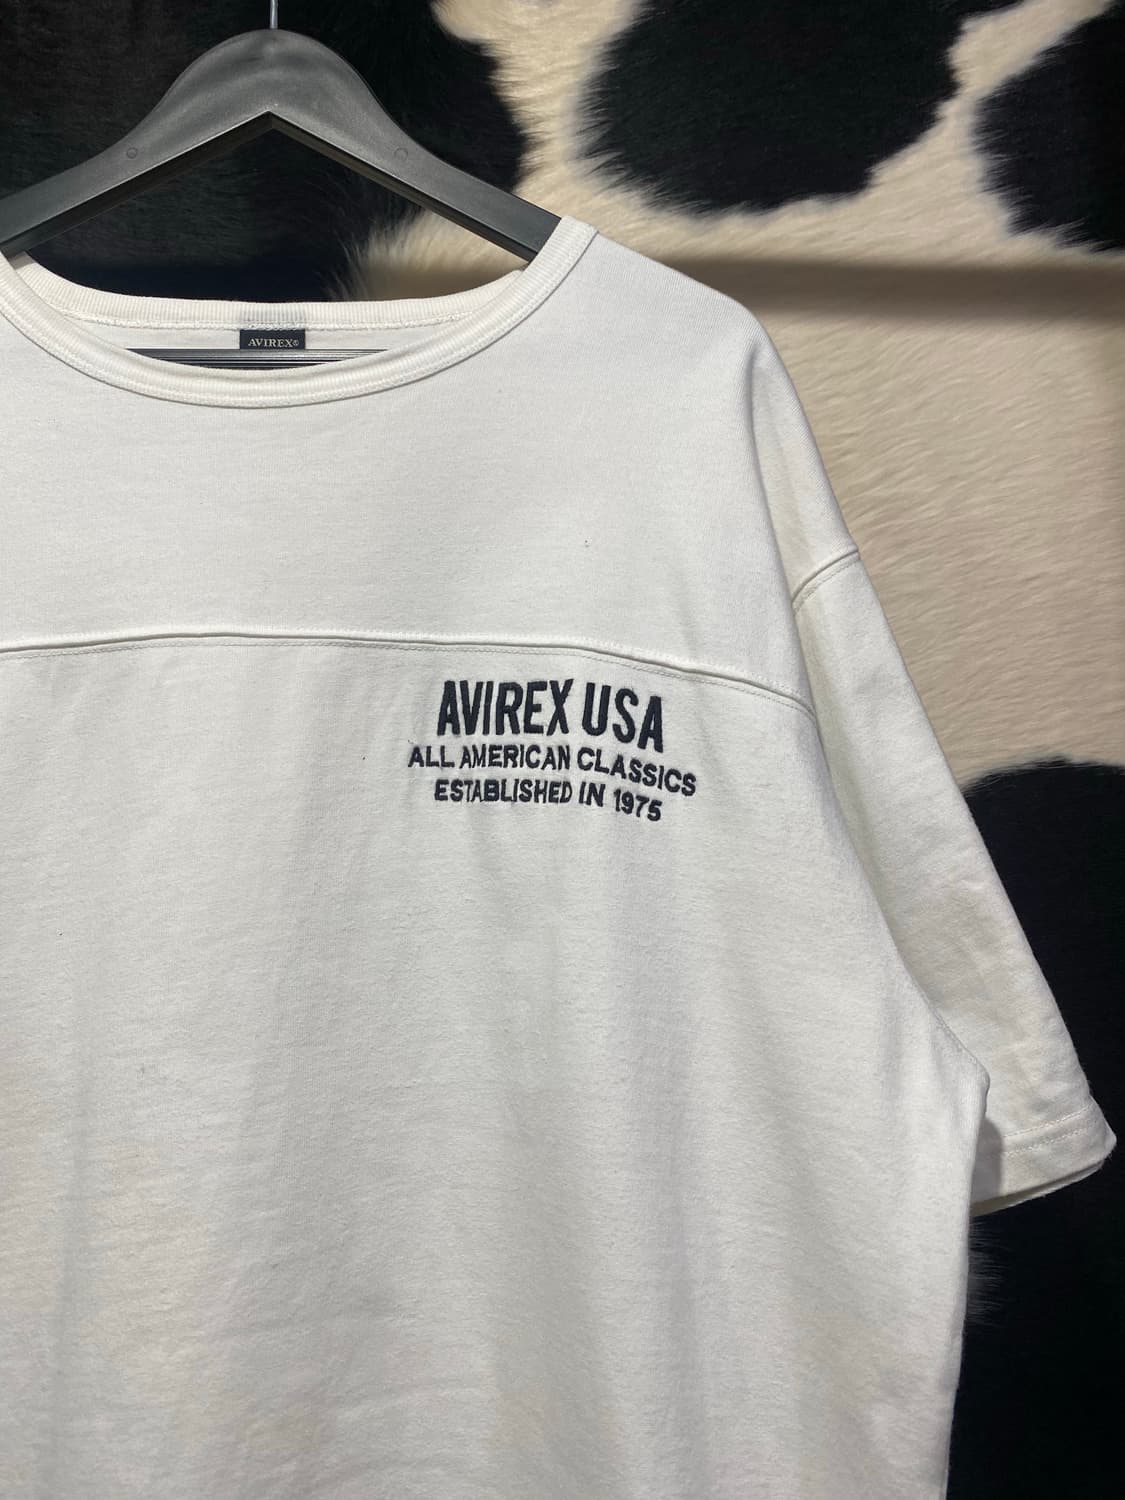 AVIREX®
AVIREX USA
ALL AMERICAN CLASSICS
ESTABLISHED IN 1975